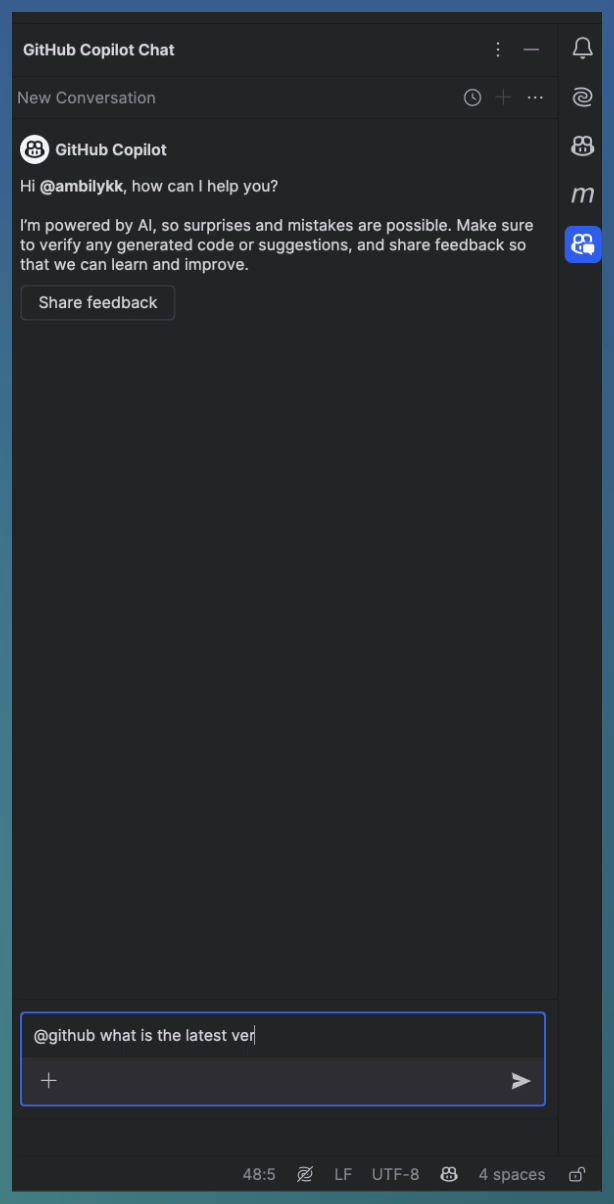 GitHub Copilot Chat
New Conversation
GitHub Copilot
Hi @ambilykk, how can I help you?
I'm powered by AI, so surprises and mistakes are possible. Make sure
to verify any generated code or suggestions, and share feedback so
that we can learn and improve.
Share feedback
m
@github what is the latest ver
48:5 LF UTF-8 4 spaces